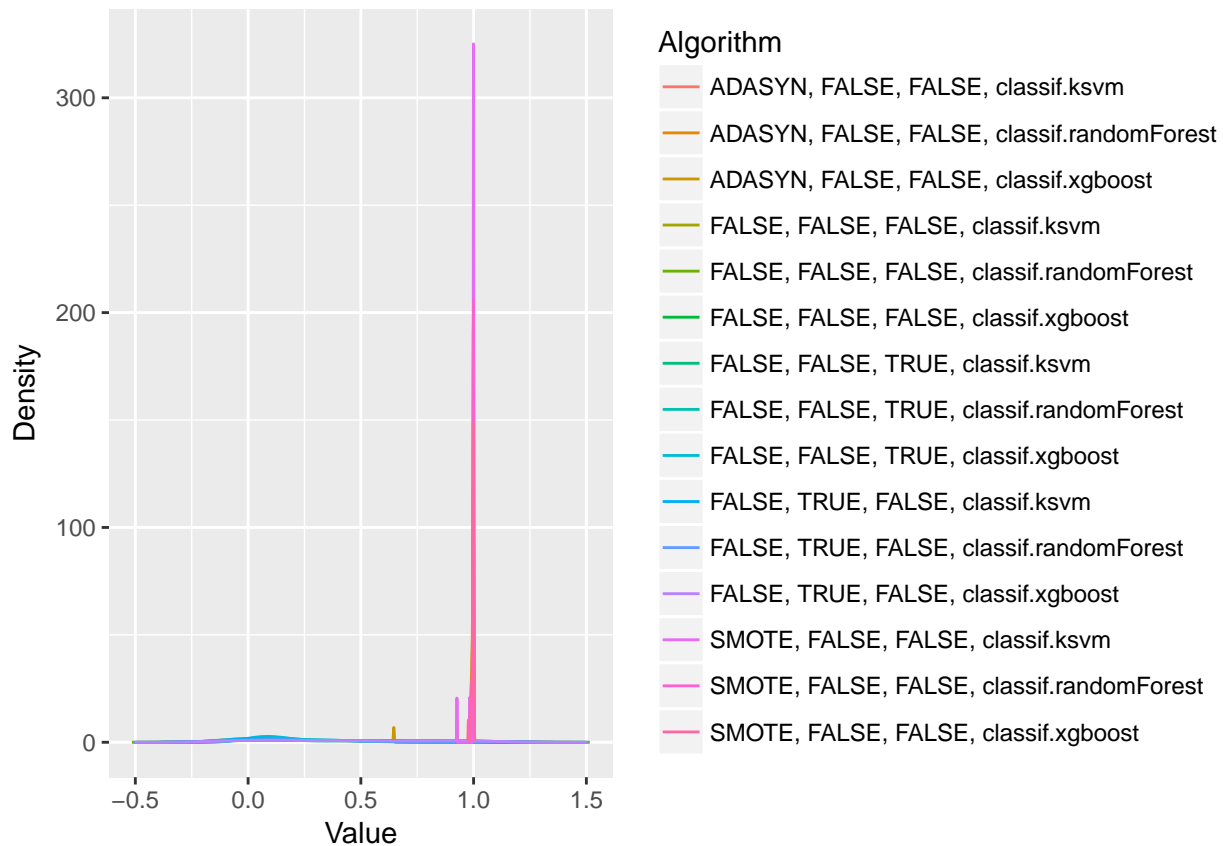 300
200
100
0
Density
−0.5
0.0
0.5
1.0
1.5
Value
Algorithm
ADASYN, FALSE, FALSE, classif.ksvm
ADASYN, FALSE, FALSE, classif.randomForest
ADASYN, FALSE, FALSE, classif.xgboost
FALSE, FALSE, FALSE, classif.ksvm
FALSE, FALSE, FALSE, classif.randomForest
FALSE, FALSE, FALSE, classif.xgboost
FALSE, FALSE, TRUE, classif.ksvm
FALSE, FALSE, TRUE, classif.randomForest
FALSE, FALSE, TRUE, classif.xgboost
FALSE, TRUE, FALSE, classif.ksvm
FALSE, TRUE, FALSE, classif.randomForest
FALSE, TRUE, FALSE, classif.xgboost
SMOTE, FALSE, FALSE, classif.ksvm
SMOTE, FALSE, FALSE, classif.randomForest
SMOTE, FALSE, FALSE, classif.xgboost